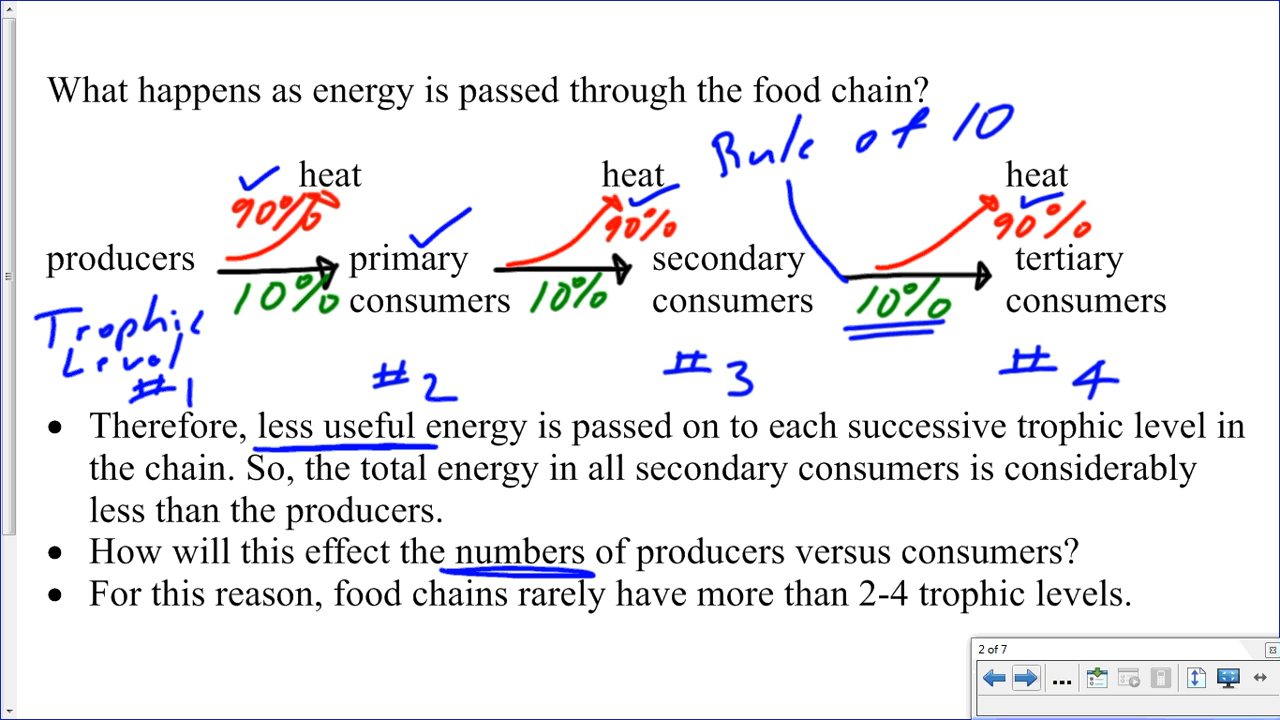 What happens as energy is passed through the food chain?
Rule of 10
heat heat heat
90% 90% 90%
producers primary secondary tertiary
consumers consumers consumers
10% 10% 10%
Trophic
Level
#1 #2 #3 #4
• Therefore, less useful energy is passed on to each successive trophic level in
the chain. So, the total energy in all secondary consumers is considerably
less than the producers.
• How will this effect the numbers of producers versus consumers?
• For this reason, food chains rarely have more than 2-4 trophic levels.
2 of 7